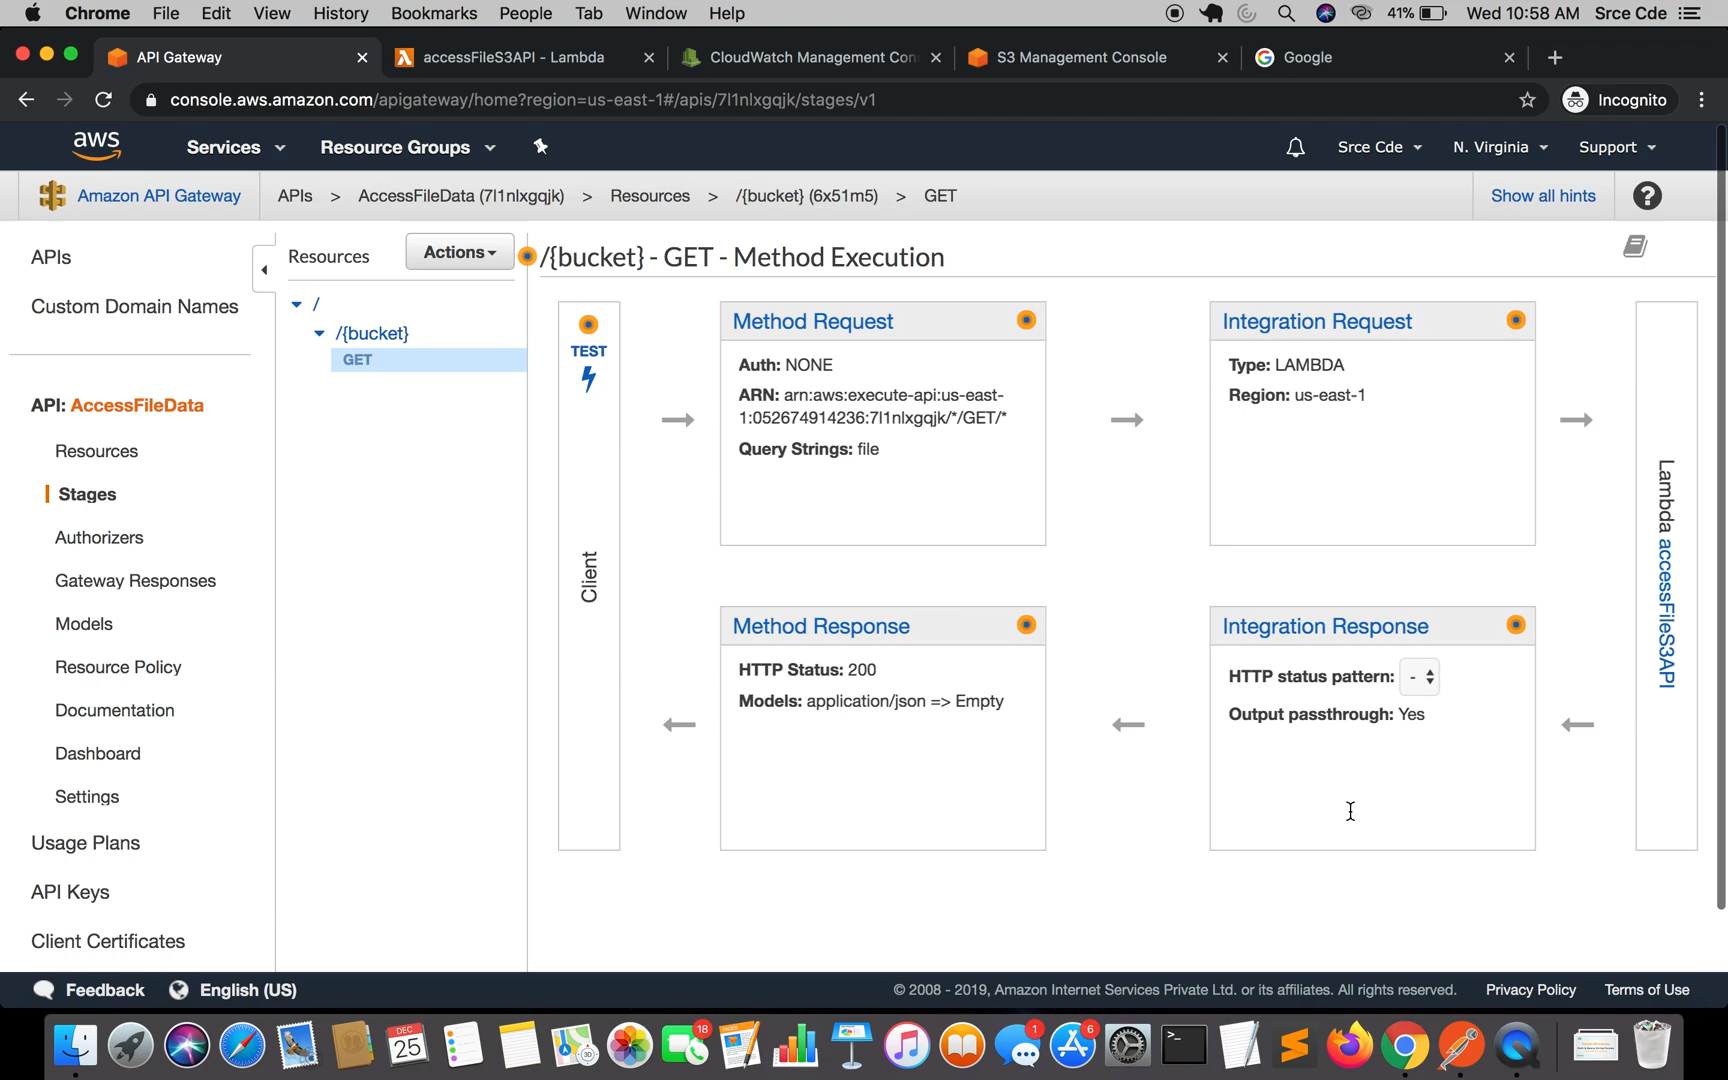 Chrome File Edit View History Bookmarks People Tab Window Help 41% Wed 10:58 AM Srce Cde
API Gateway accessFileS3API - Lambda CloudWatch Management Con S3 Management Console Google
console.aws.amazon.com/apigateway/home?region=us-east-1#/apis/7l1nlxgqjk/stages/v1 Incognito
aws Services Resource Groups Srce Cde N. Virginia Support
Amazon API Gateway APIs > AccessFileData (7l1nlxgqjk) > Resources > /{bucket} (6x51m5) > GET Show all hints ?
APIs
Custom Domain Names
API: AccessFileData
Resources
Stages
Authorizers
Gateway Responses
Models
Resource Policy
Documentation
Dashboard
Settings
Usage Plans
API Keys
Client Certificates
Resources Actions
/
/{bucket}
GET
/{bucket} - GET - Method Execution
TEST
Client
Method Request
Auth: NONE
ARN: arn:aws:execute-api:us-east-
1:052674914236:7l1nlxgqjk/*/GET/*
Query Strings: file
Integration Request
Type: LAMBDA
Region: us-east-1
Lambda accessFileS3API
Method Response
HTTP Status: 200
Models: application/json => Empty
Integration Response
HTTP status pattern: -
Output passthrough: Yes
Feedback English (US) © 2008 - 2019, Amazon Internet Services Private Ltd. or its affiliates. All rights reserved. Privacy Policy Terms of Use
DEC
25
18
1
6